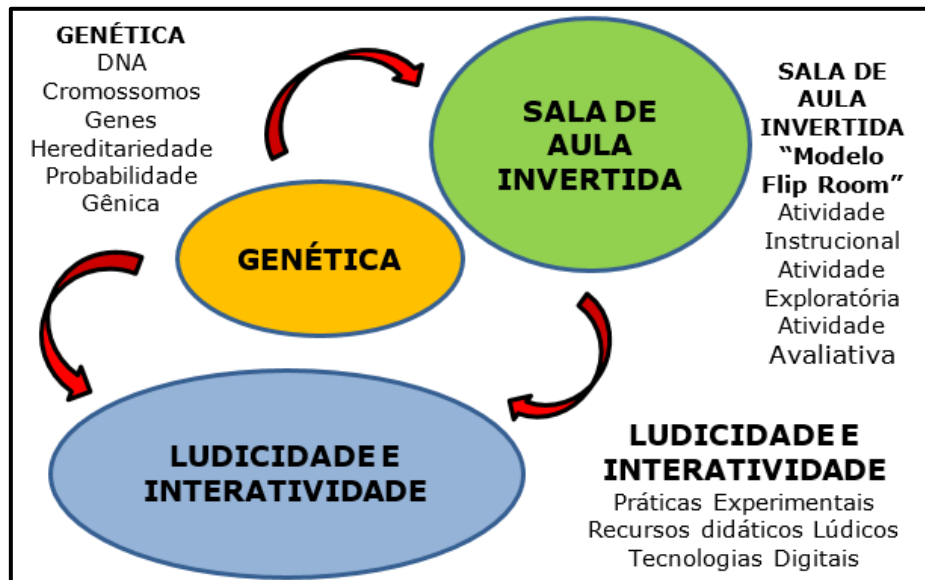 GENÉTICA
DNA
Cromossomos
Genes
Hereditariedade
Probabilidade
Gênica
SALA DE
AULA
INVERTIDA
SALA DE
AULA
INVERTIDA
“Modelo
Flip Room”
Atividade
Instrucional
Atividade
Exploratória
Atividade
Avaliativa
GENÉTICA
LUDICIDADE E
INTERATIVIDADE
LUDICIDADE E
INTERATIVIDADE
Práticas Experimentais
Recursos didáticos Lúdicos
Tecnologias Digitais